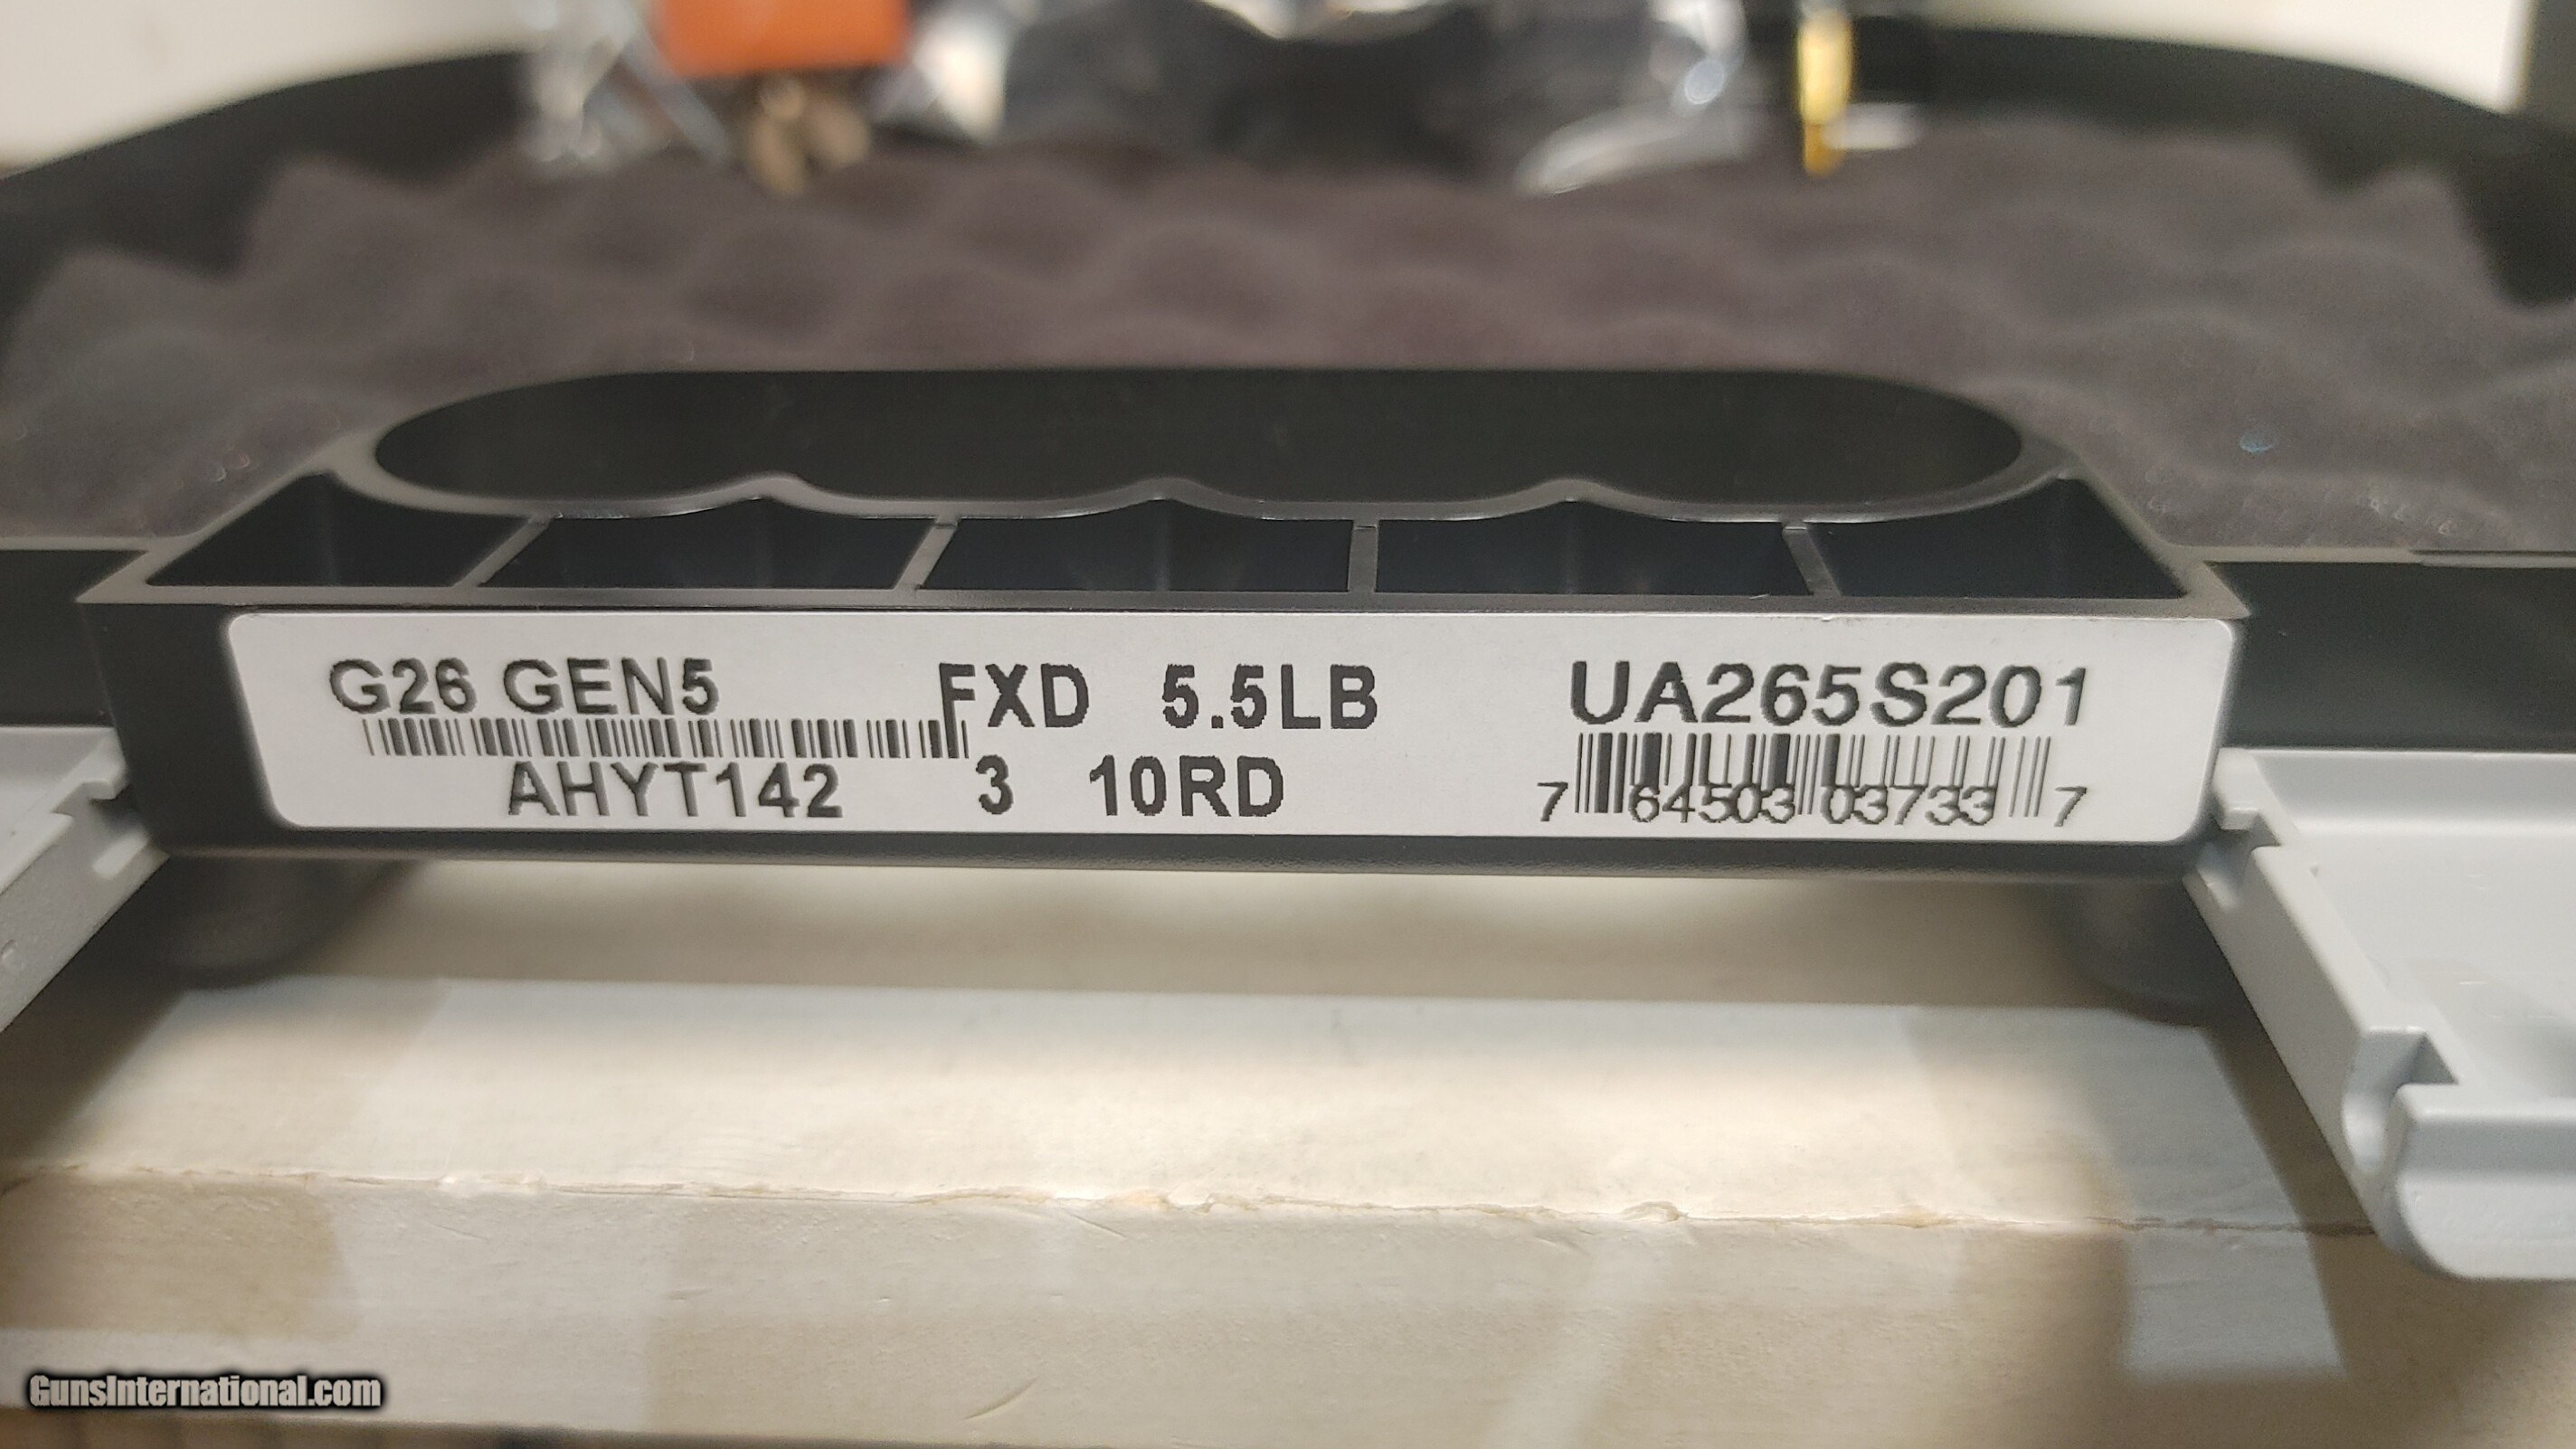 G26 GEN5 FXD 5.5LB UA265S201
AHYT142 3 10RD 7 64503 03733 7
GunsInternational.com